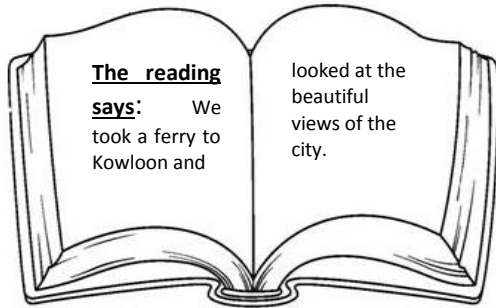 The reading
says: We
took a ferry to
Kowloon and
looked at the
beautiful
views of the
city.